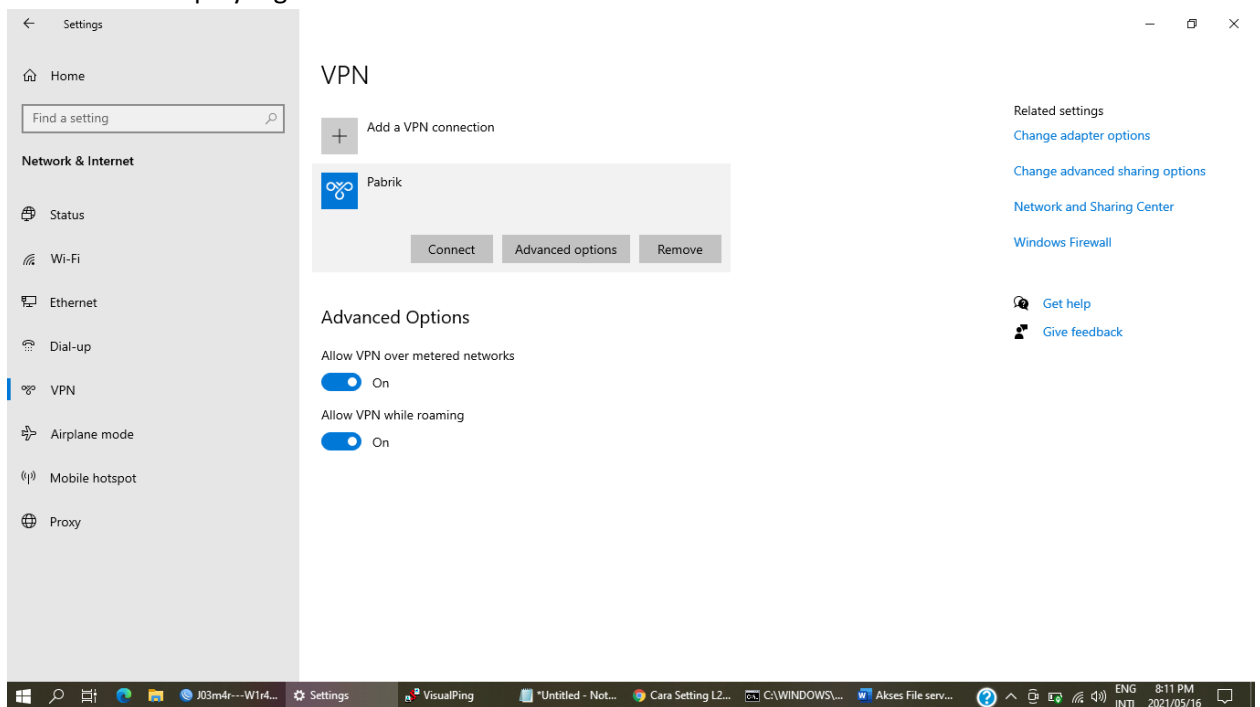 Settings
Home
Find a setting
Network & Internet
Status
Wi-Fi
Ethernet
Dial-up
VPN
Airplane mode
Mobile hotspot
Proxy
VPN
Add a VPN connection
Pabrik
Connect Advanced options Remove
Advanced Options
Allow VPN over metered networks
On
Allow VPN while roaming
On
Related settings
Change adapter options
Change advanced sharing options
Network and Sharing Center
Windows Firewall
Get help
Give feedback
J03m4r---W1r4... Settings VisualPing *Untitled - Not... Cara Setting L2... C:\WINDOWS\... Akses File serv... ENG 8:11 PM
INTL 2021/05/16